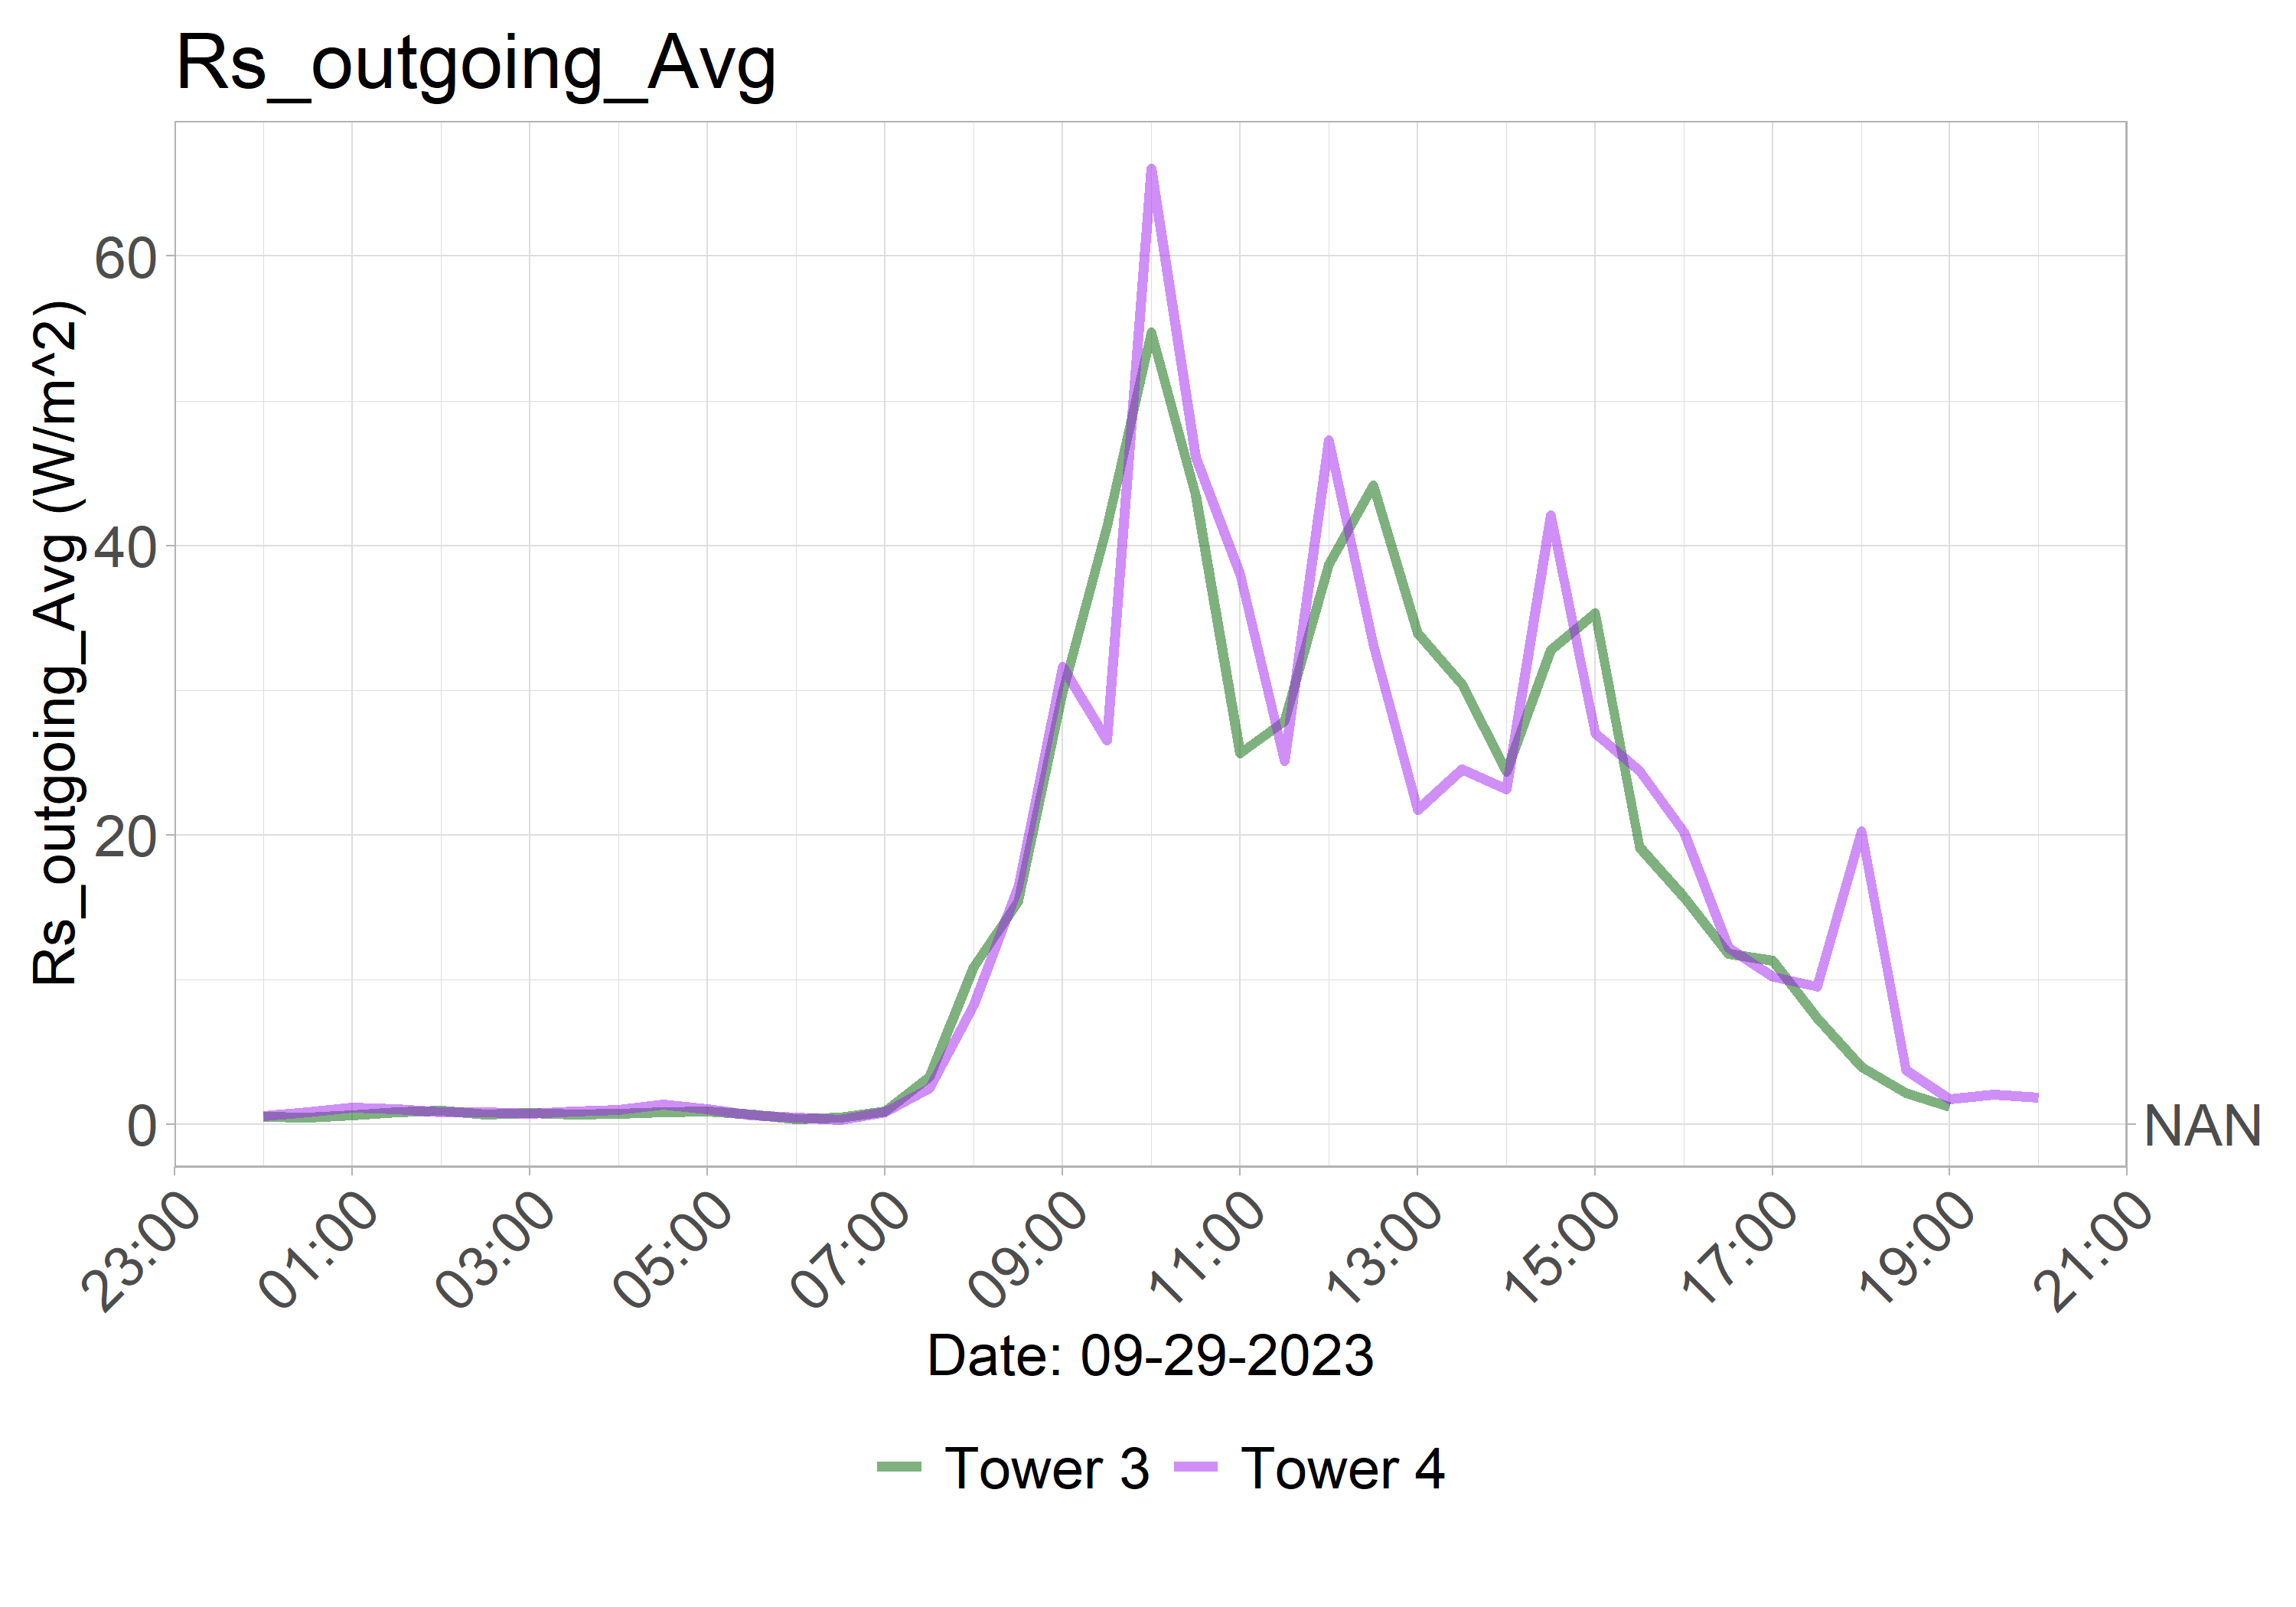 Rs_outgoing_Avg
Rs_outgoing_Avg (W/m^2)
60
40
20
0
NAN
23:00 01:00 03:00 05:00 07:00 09:00 11:00 13:00 15:00 17:00 19:00 21:00
Date: 09-29-2023
Tower 3 Tower 4